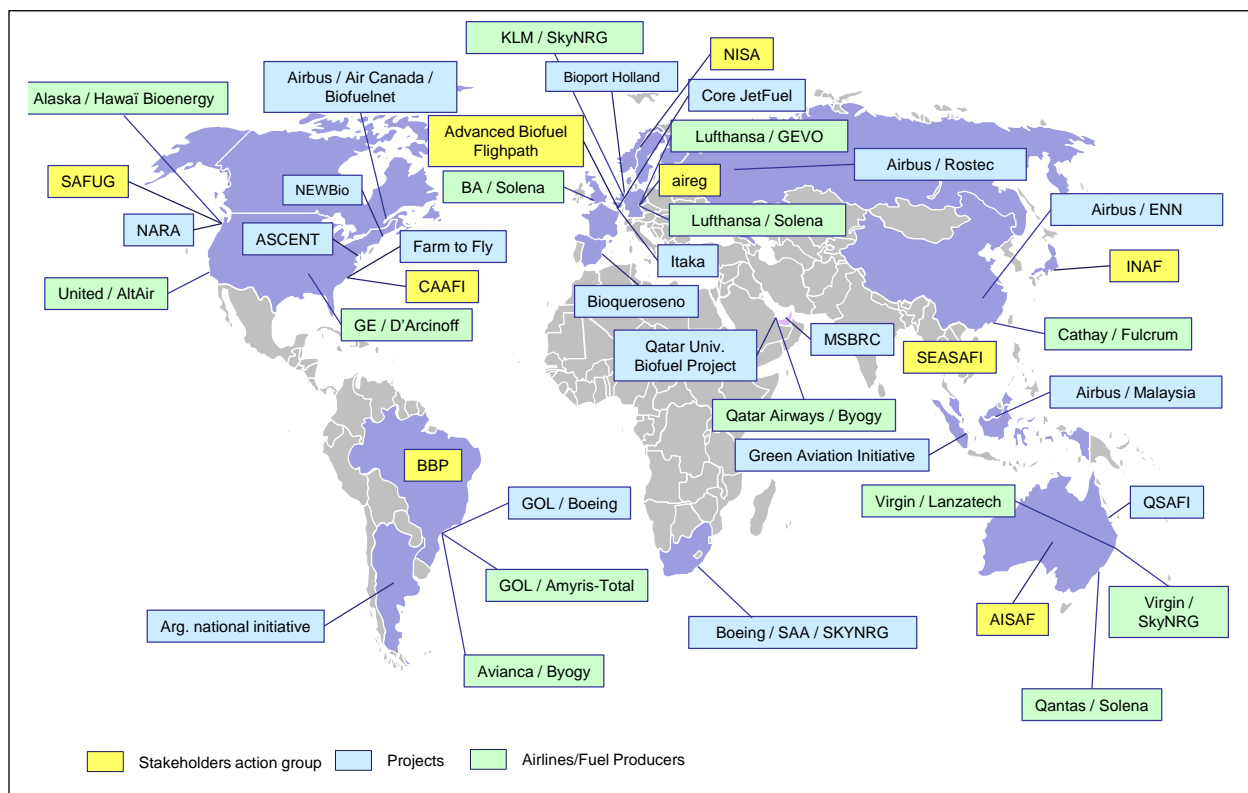 KLM / SkyNRG
NISA
Airbus / Air Canada /
Biofuelnet
Bioport Holland
Core JetFuel
Alaska / Hawaï Bioenergy
Advanced Biofuel
Flighpath
Lufthansa / GEVO
Airbus / Rostec
SAFUG
NEWBio
BA / Solena
aireg
Lufthansa / Solena
Airbus / ENN
NARA
ASCENT
Farm to Fly
Itaka
INAF
United / AltAir
CAAFI
Bioqueroseno
GE / D'Arcinoff
Qatar Univ.
Biofuel Project
MSBRC
SEASAFI
Cathay / Fulcrum
Airbus / Malaysia
Qatar Airways / Byogy
Green Aviation Initiative
BBP
GOL / Boeing
Virgin / Lanzatech
QSAFI
GOL / Amyris-Total
Arg. national initiative
Boeing / SAA / SKYNRG
AISAF
Virgin /
SkyNRG
Avianca / Byogy
Qantas / Solena
Stakeholders action group
Projects
Airlines/Fuel Producers